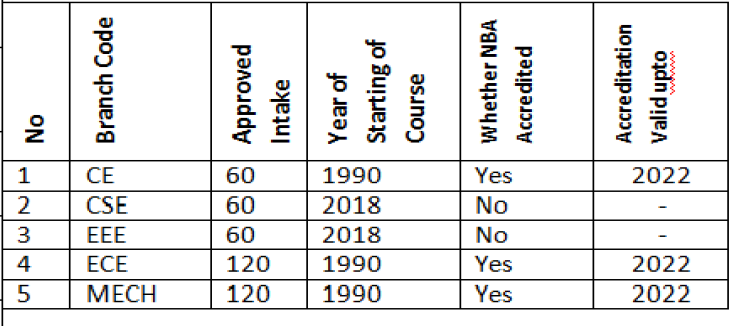 No
Branch Code
Approved
Intake
Year of
Starting of
Course
Whether NBA
Accredited
Accreditation
Valid upto
1 CE 60 1990 Yes 2022
2 CSE 60 2018 No -
3 EEE 60 2018 No -
4 ECE 120 1990 Yes 2022
5 MECH 120 1990 Yes 2022